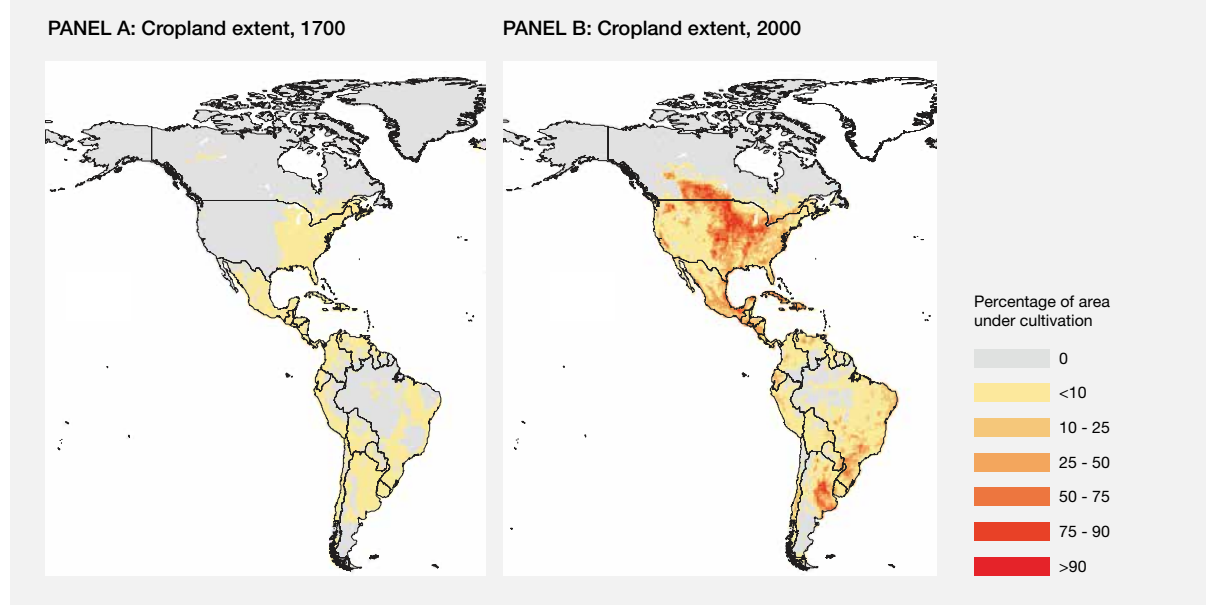 PANEL A: Cropland extent, 1700
PANEL B: Cropland extent, 2000
Percentage of area
under cultivation
0
<10
10 - 25
25 - 50
50 - 75
75 - 90
>90